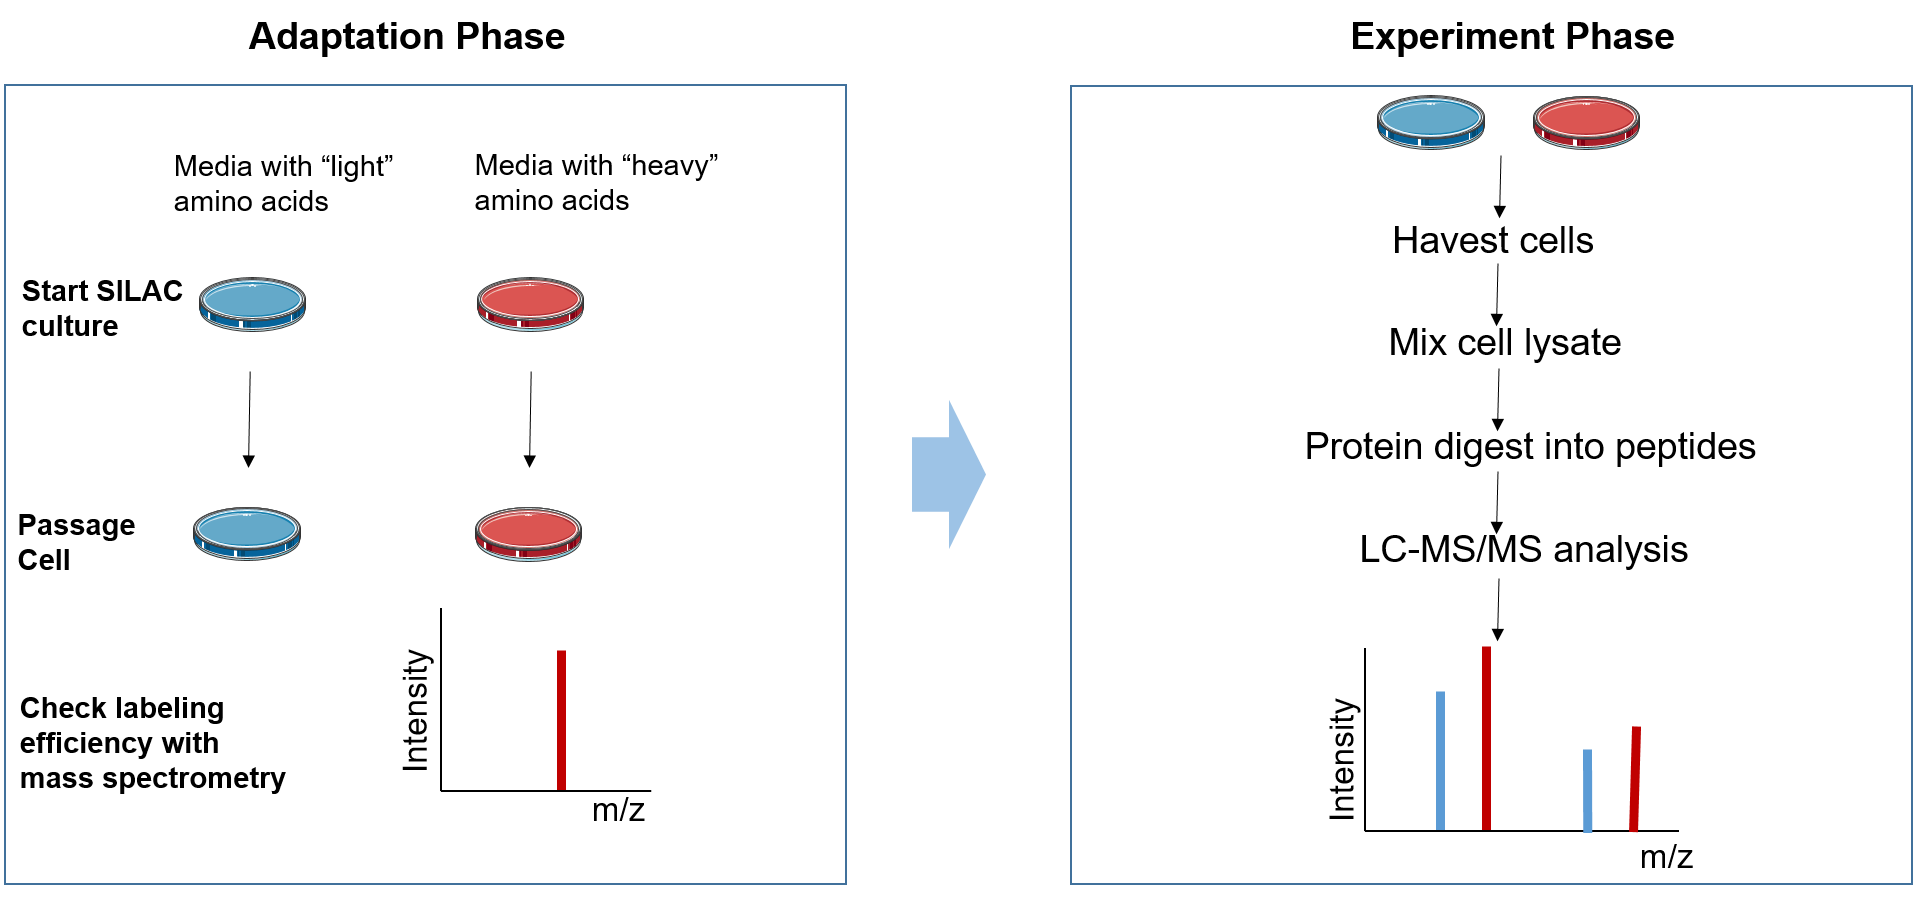 Adaptation Phase
Media with “light”
amino acids
Media with “heavy”
amino acids
Start SILAC
culture
Passage
Cell
Check labeling
efficiency with
mass spectrometry
Intensity
m/z
Experiment Phase
Havest cells
Mix cell lysate
Protein digest into peptides
LC-MS/MS analysis
Intensity
m/z